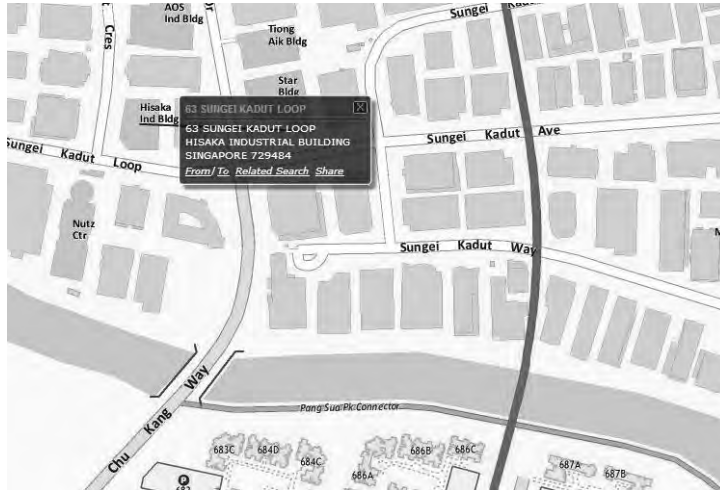 AOS
Ind Bldg
Cres
Tiong
Aik Bldg
Sungei
Star
Bldg
Hisaka
Ind Bldg
63 SUNGEI KADUT LOOP
63 SUNGEI KADUT LOOP
HISAKA INDUSTRIAL BUILDING
SINGAPORE 729484
From/ To Related Search Share
Sungei Kadut Ave
Sungei Kadut Loop
Nutz
Ctr
Sungei Kadut Way
Chu Kang Way
Pang Sua Pk Connector
683C
684D
684C
686A
686B
686C
687A
687B
P